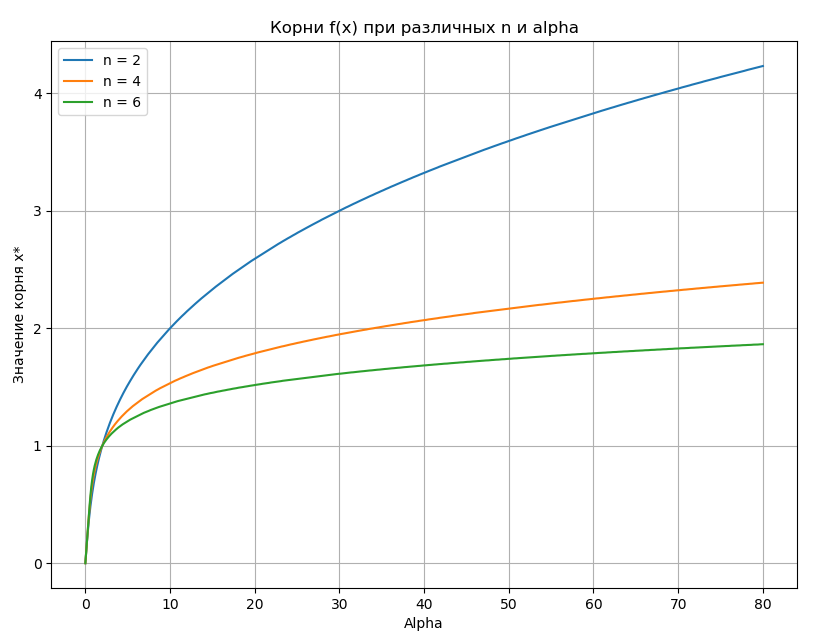 Корни f(x) при различных n и alpha
n = 2
n = 4
n = 6
Значение корня x*
4
3
2
1
0
0 10 20 30 40 50 60 70 80
Alpha